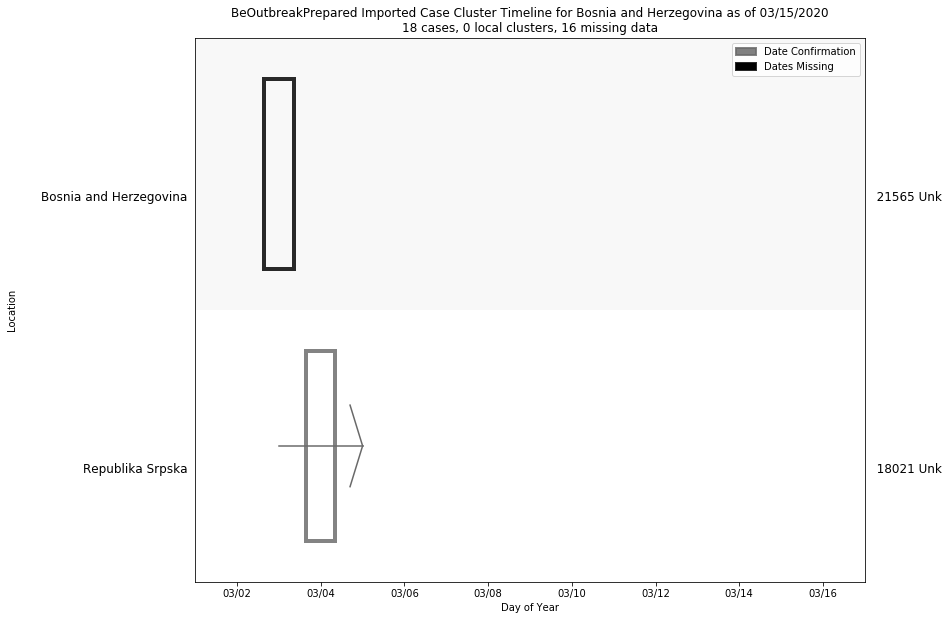 BeOutbreakPrepared Imported Case Cluster Timeline for Bosnia and Herzegovina as of 03/15/2020
18 cases, 0 local clusters, 16 missing data
Date Confirmation
Dates Missing
Bosnia and Herzegovina
21565 Unk
Location
Republika Srpska
18021 Unk
03/02 03/04 03/06 03/08 03/10 03/12 03/14 03/16
Day of Year